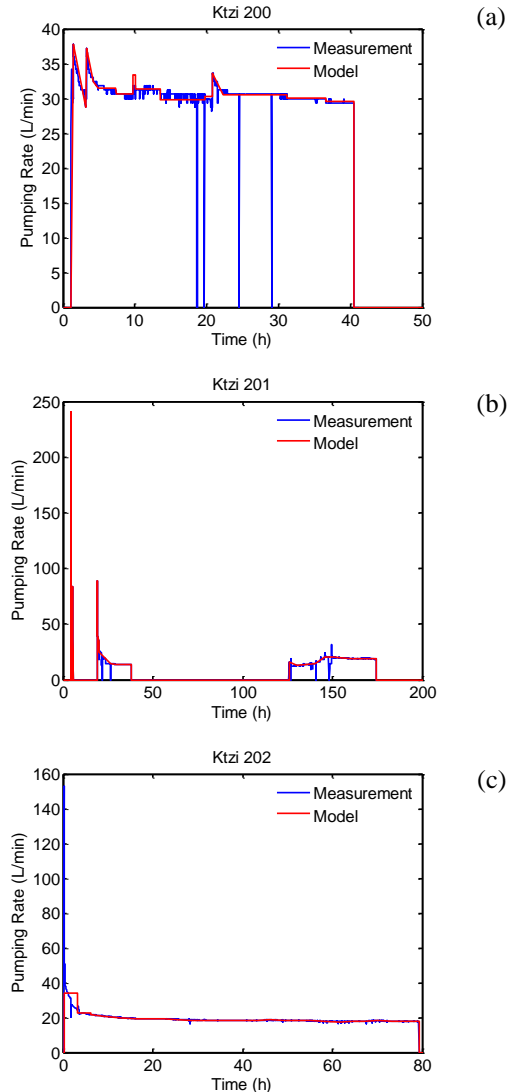 Ktzi 200
(a)
40
35
30
25
20
15
10
5
0
Pumping Rate (L/min)
Measurement
Model
0 10 20 30 40 50
Time (h)
Ktzi 201
(b)
250
200
150
100
50
0
Pumping Rate (L/min)
Measurement
Model
0 50 100 150 200
Time (h)
Ktzi 202
(c)
160
140
120
100
80
60
40
20
0
Pumping Rate (L/min)
Measurement
Model
0 20 40 60 80
Time (h)